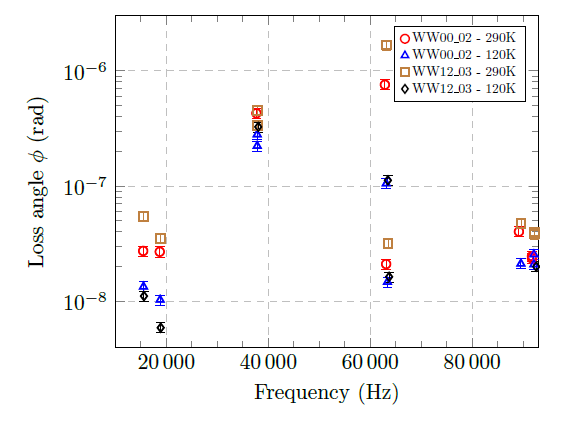 WW00_02 - 290K
WW00_02 - 120K
WW12_03 - 290K
WW12_03 - 120K
10⁻⁶
10⁻⁷
10⁻⁸
Loss angle ϕ (rad)
20 000 40 000 60 000 80 000
Frequency (Hz)